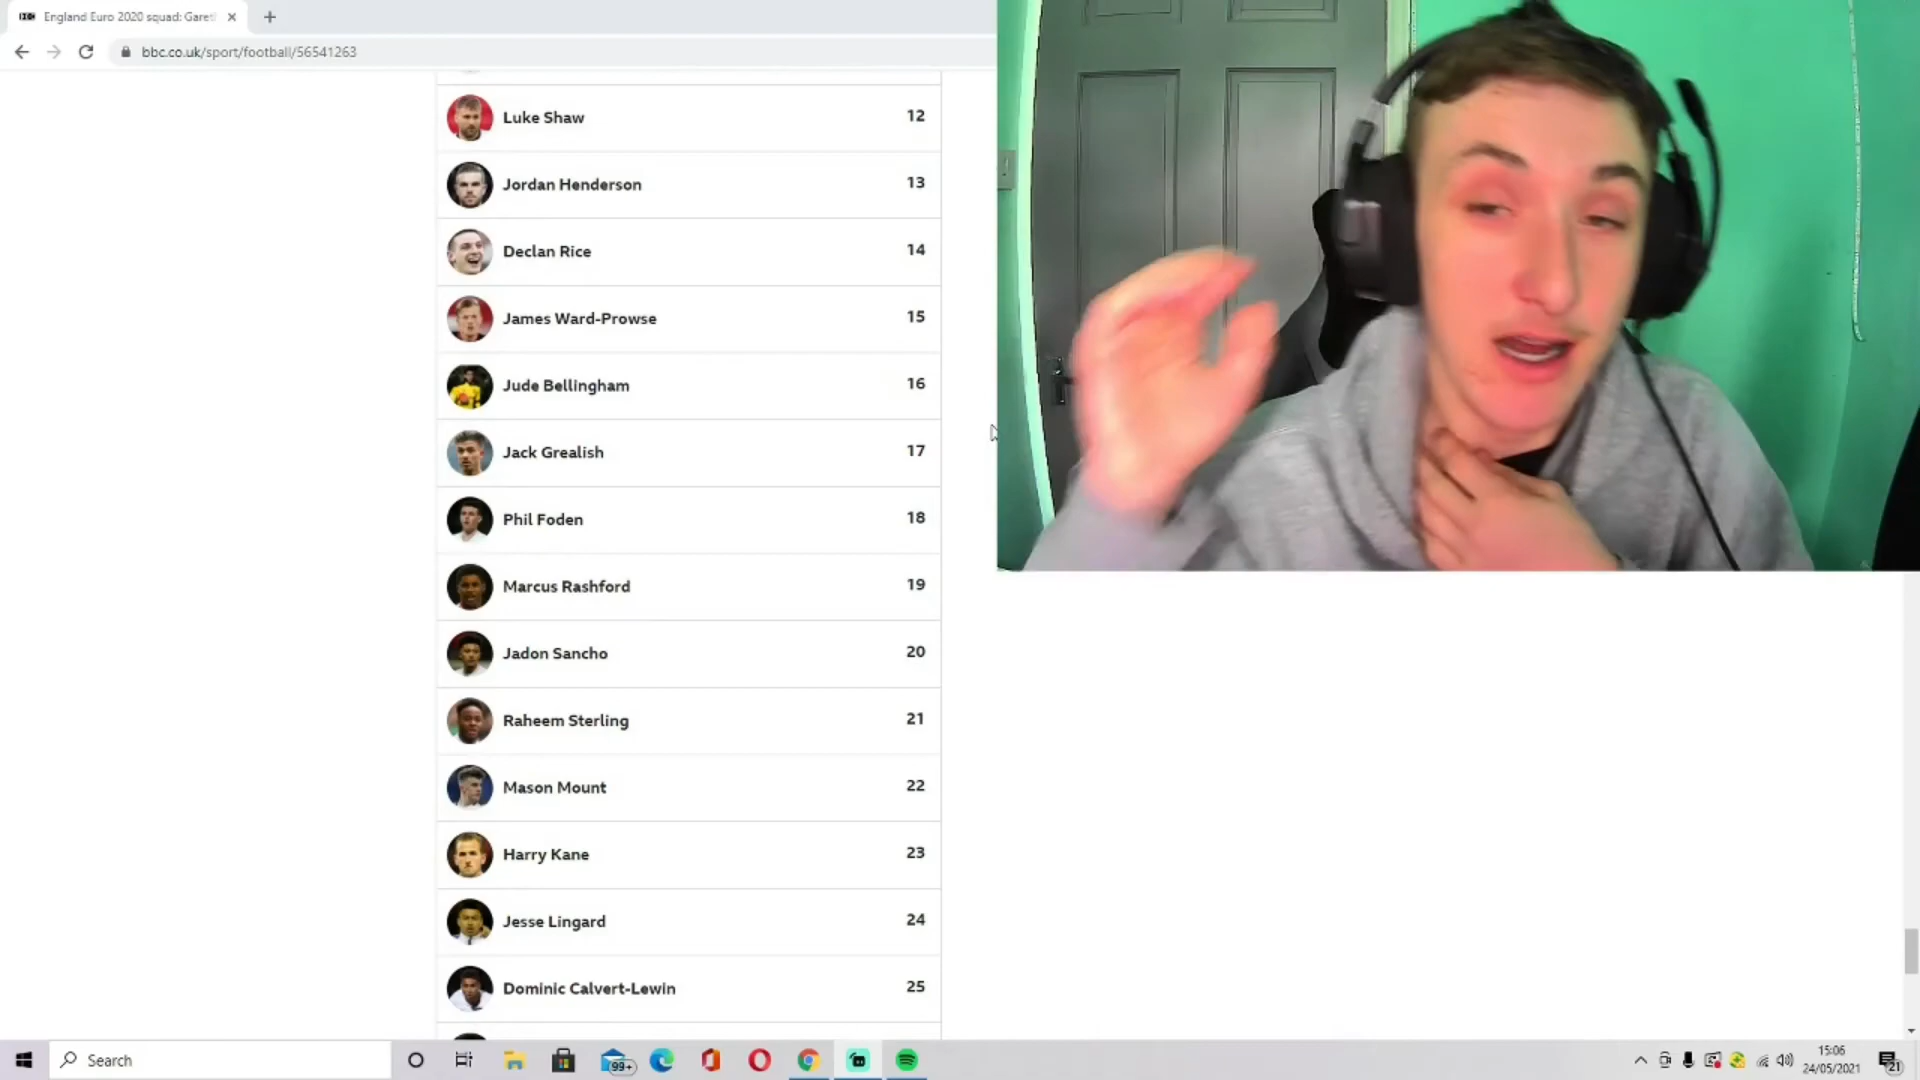 England Euro 2020 squad: Garet
bbc.co.uk/sport/football/56541263
Luke Shaw 12
Jordan Henderson 13
Declan Rice 14
James Ward-Prowse 15
Jude Bellingham 16
Jack Grealish 17
Phil Foden 18
Marcus Rashford 19
Jadon Sancho 20
Raheem Sterling 21
Mason Mount 22
Harry Kane 23
Jesse Lingard 24
Dominic Calvert-Lewin 25
Search
99+
15:06
24/05/2021
21